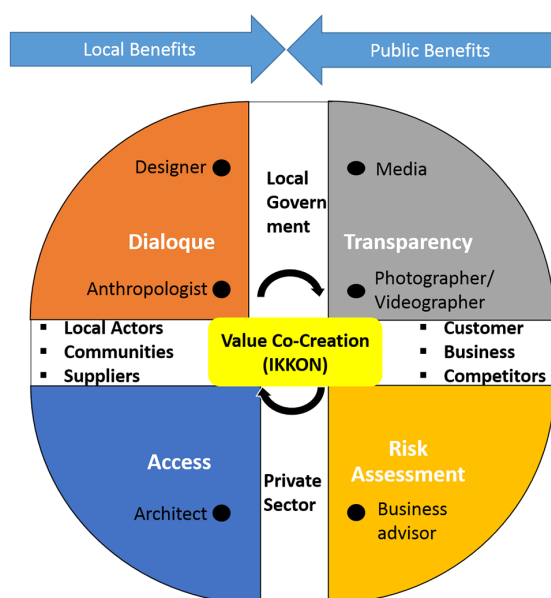 Local Benefits
Public Benefits
Designer
Local
Govern
ment
Media
Dialoque
Transparency
Anthropologist
Photographer/
Videographer
Local Actors
Communities
Suppliers
Value Co-Creation
(IKKON)
Customer
Business
Competitors
Access
Risk
Assessment
Private
Sector
Architect
Business
advisor